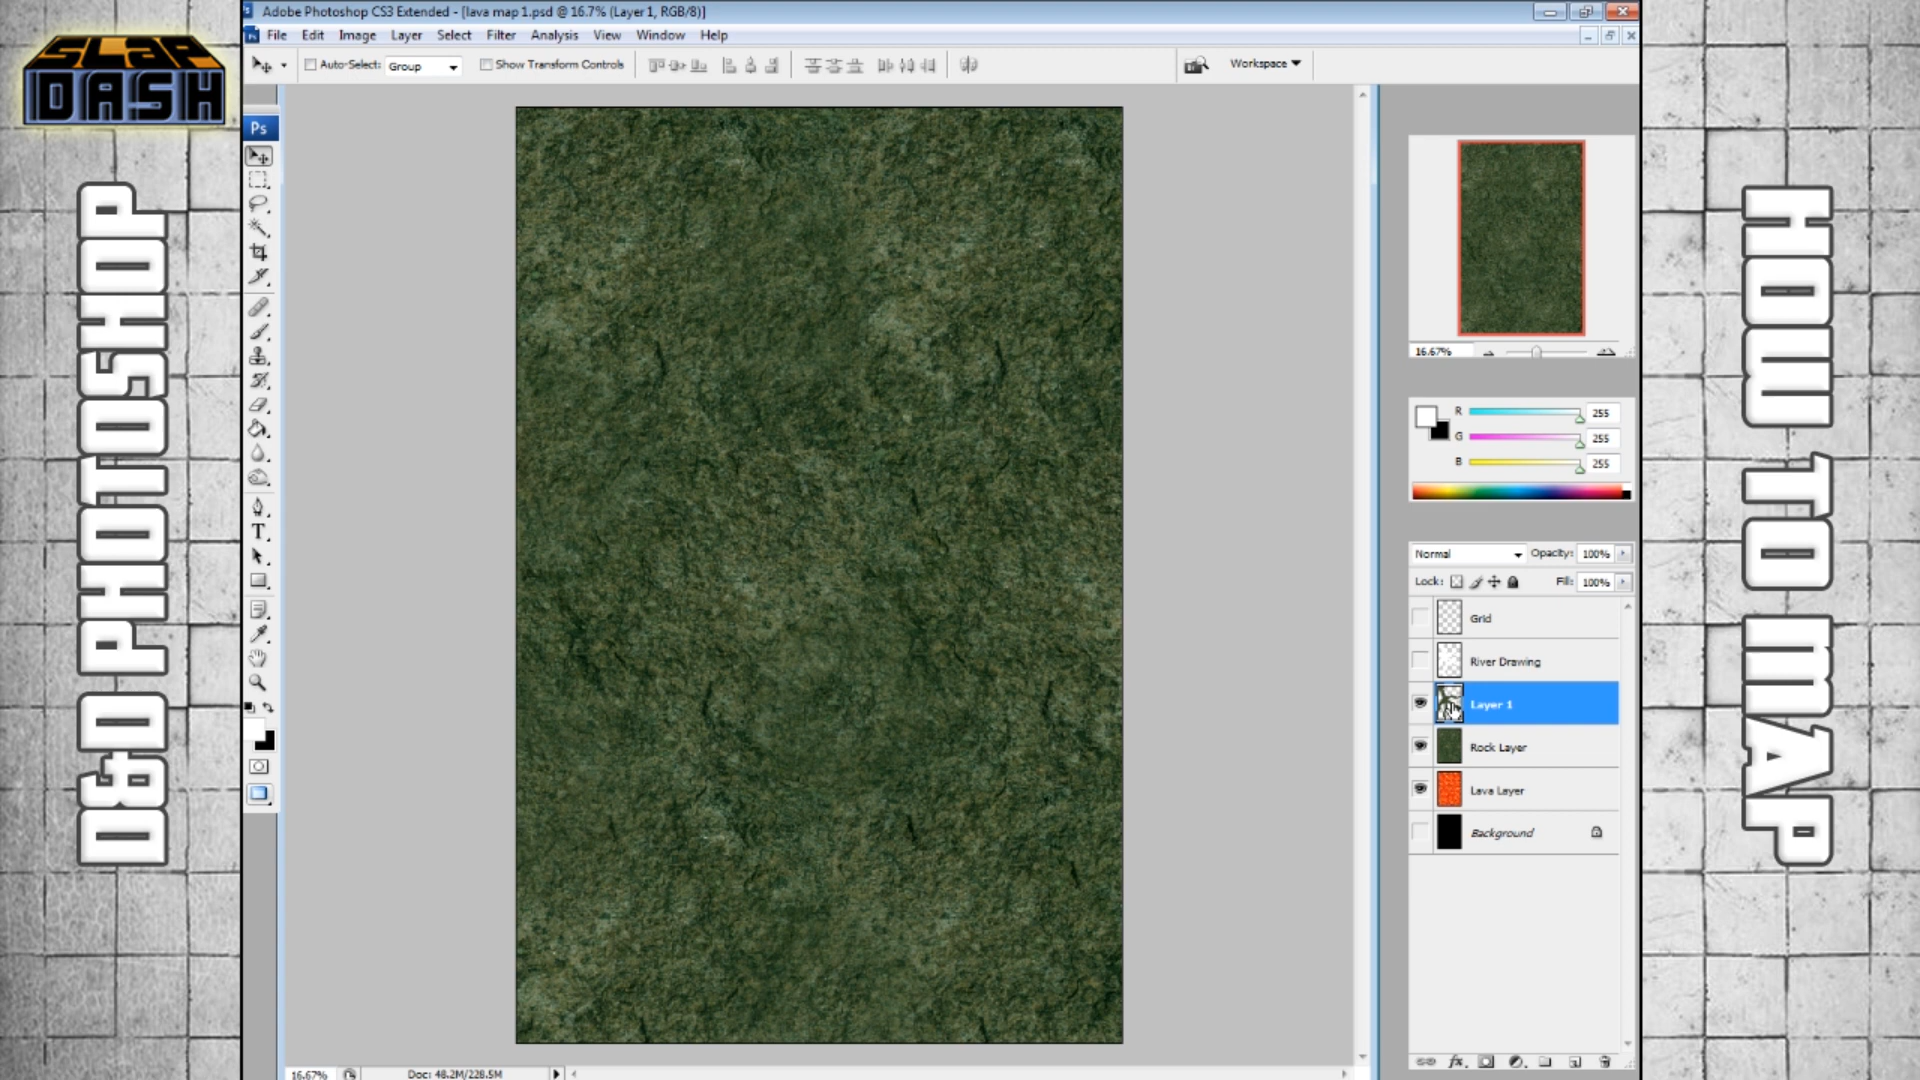 SLAP
DASH
D&D PHOTOSHOP
Adobe Photoshop CS3 Extended - [lava map 1.psd @ 16.7% (Layer 1, RGB/8)]
File Edit Image Layer Select Filter Analysis View Window Help
Auto-Select: Group Show Transform Controls Workspace
Ps
T
16.67%
R 255
G 255
B 255
Normal Opacity: 100%
Lock: Fill: 100%
Grid
River Drawing
Layer 1
Rock Layer
Lava Layer
Background
fx
16.67% Doc: 48.2M/228.5M
HOW TO MAP